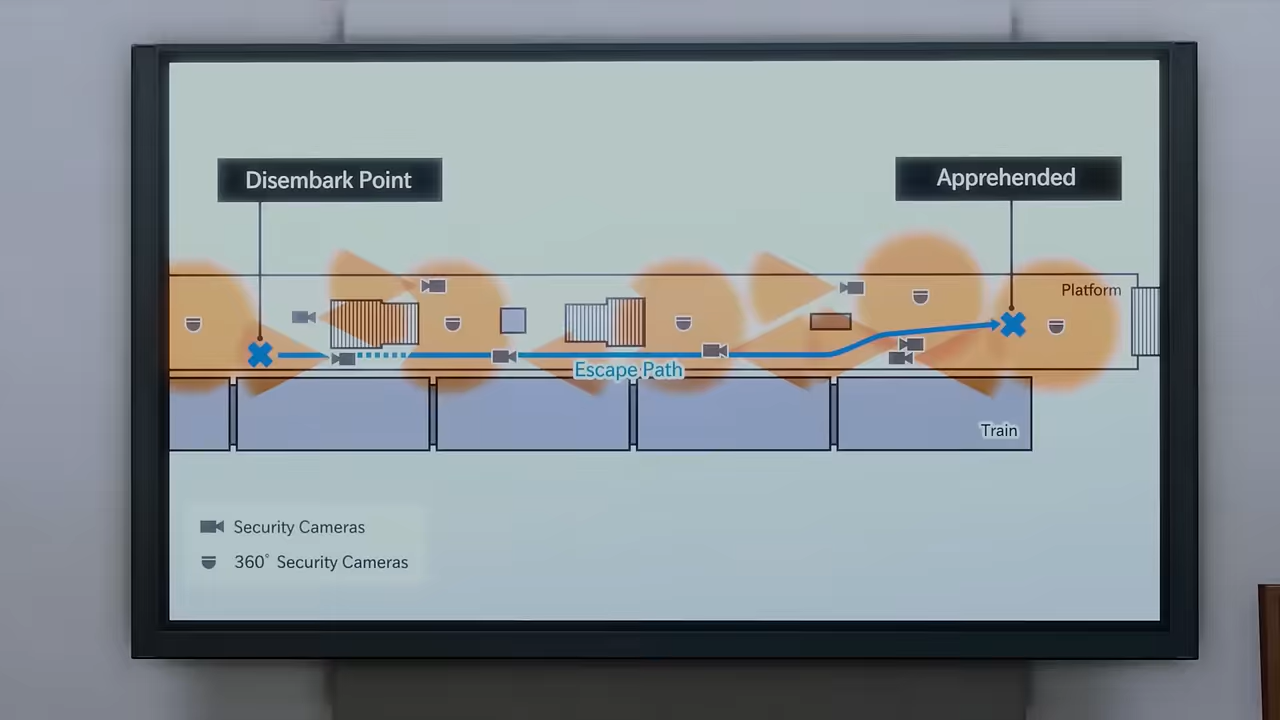 Disembark Point
Apprehended
Platform
Escape Path
Train
Security Cameras
360° Security Cameras